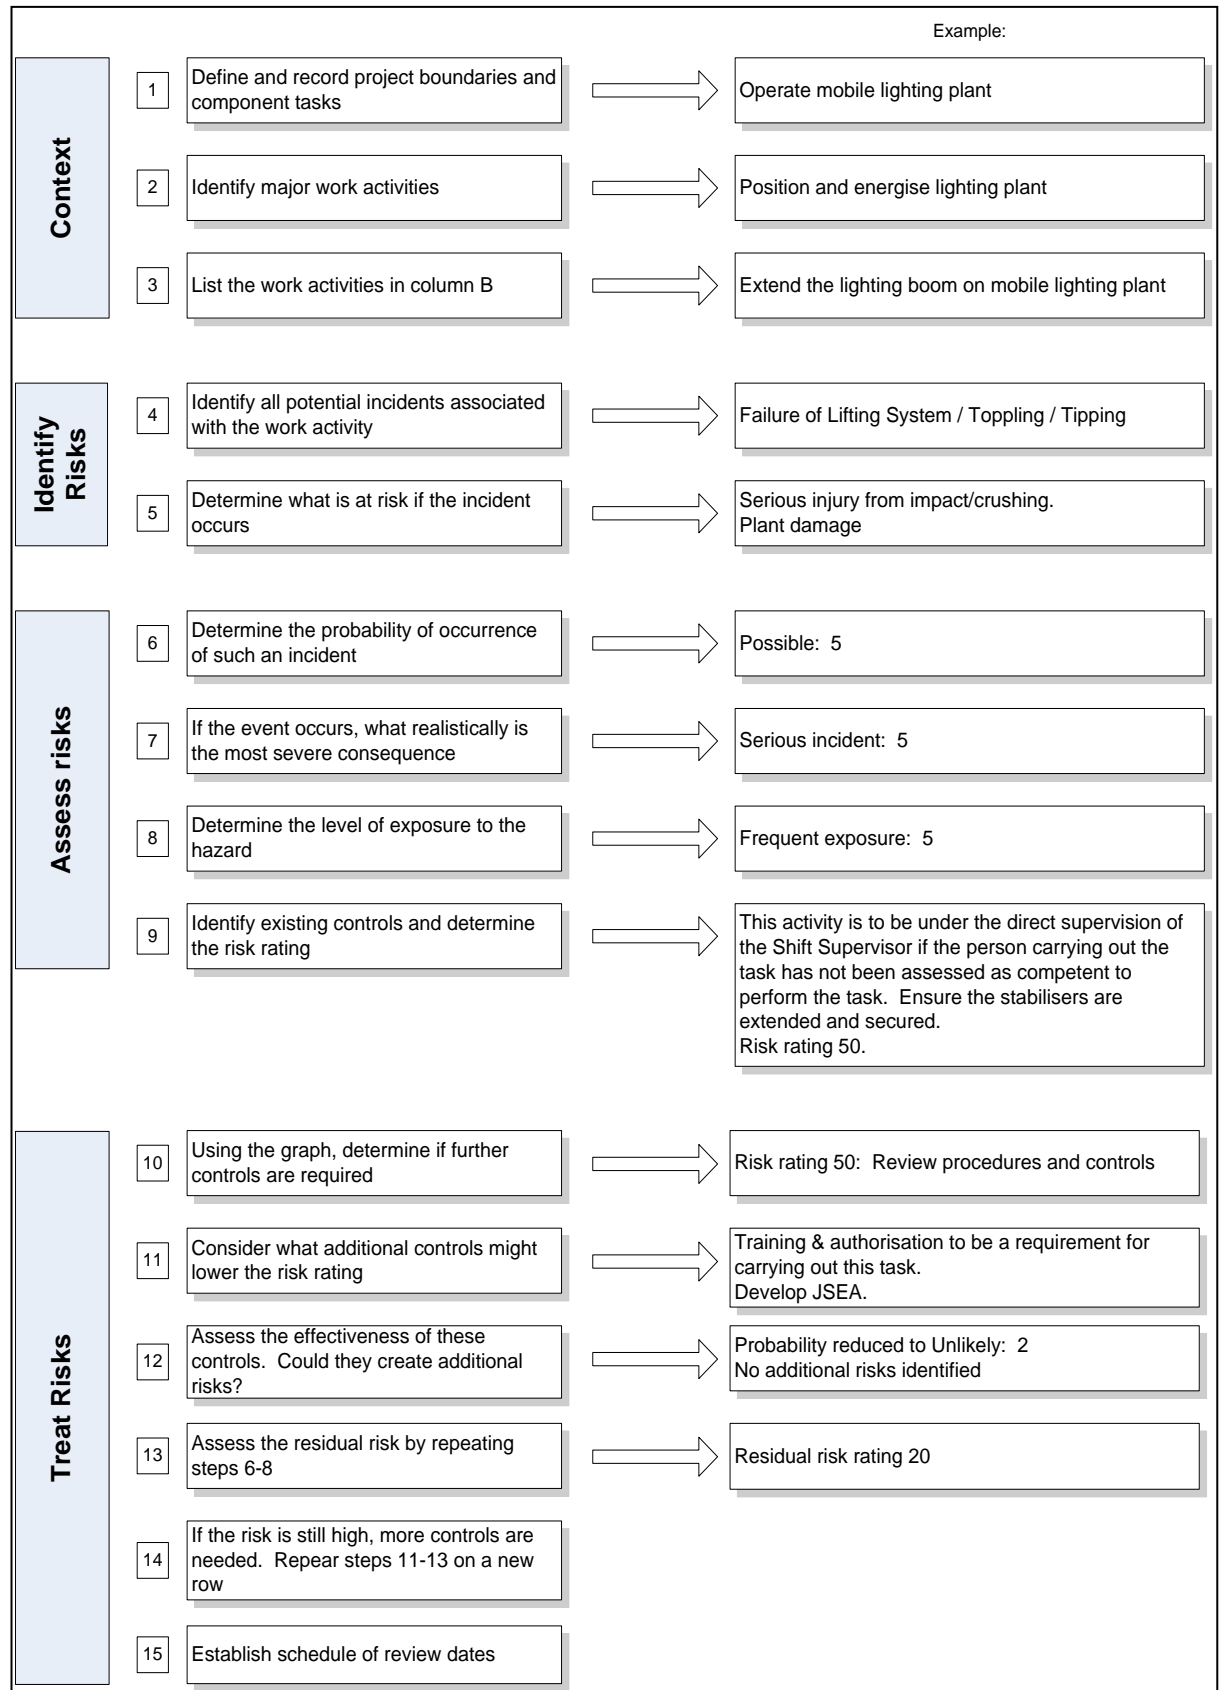 Example:
Context
1
Define and record project boundaries and
component tasks
Operate mobile lighting plant
2
Identify major work activities
Position and energise lighting plant
3
List the work activities in column B
Extend the lighting boom on mobile lighting plant
Identify
Risks
4
Identify all potential incidents associated
with the work activity
Failure of Lifting System / Toppling / Tipping
5
Determine what is at risk if the incident
occurs
Serious injury from impact/crushing.
Plant damage
Assess risks
6
Determine the probability of occurrence
of such an incident
Possible:  5
7
If the event occurs, what realistically is
the most severe consequence
Serious incident:  5
8
Determine the level of exposure to the
hazard
Frequent exposure:  5
9
Identify existing controls and determine
the risk rating
This activity is to be under the direct supervision of
the Shift Supervisor if the person carrying out the
task has not been assessed as competent to
perform the task.  Ensure the stabilisers are
extended and secured.
Risk rating 50.
Treat Risks
10
Using the graph, determine if further
controls are required
Risk rating 50:  Review procedures and controls
11
Consider what additional controls might
lower the risk rating
Training & authorisation to be a requirement for
carrying out this task.
Develop JSEA.
12
Assess the effectiveness of these
controls.  Could they create additional
risks?
Probability reduced to Unlikely:  2
No additional risks identified
13
Assess the residual risk by repeating
steps 6-8
Residual risk rating 20
14
If the risk is still high, more controls are
needed.  Repear steps 11-13 on a new
row
15
Establish schedule of review dates